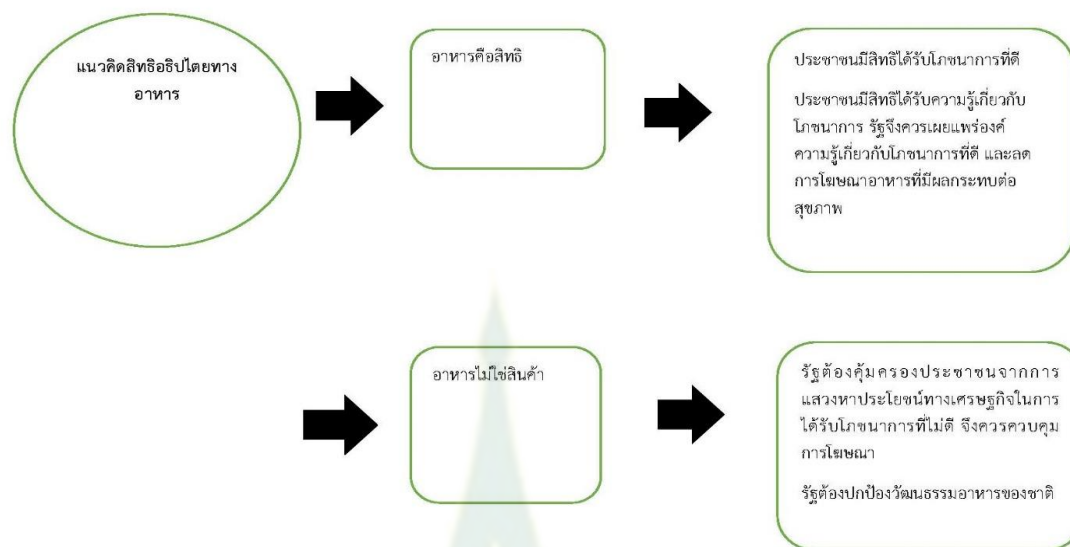 แนวคิดสิทธิอธิปไตยทาง
อาหาร
อาหารคือสิทธิ
ประชาชนมีสิทธิได้รับโภชนาการที่ดี
ประชาชนมีสิทธิได้รับความรู้เกี่ยวกับ
โภชนาการ รัฐจึงควรเผยแพร่องค์
ความรู้เกี่ยวกับโภชนาการที่ดี และลด
การโฆษณาอาหารที่มีผลกระทบต่อ
สุขภาพ
อาหารไม่ใช่สินค้า
รัฐต้องคุ้มครองประชาชนจากการ
แสวงหาประโยชน์ทางเศรษฐกิจในการ
ได้รับโภชนาการที่ไม่ดี จึงควรควบคุม
การโฆษณา
รัฐต้องปกป้องวัฒนธรรมอาหารของชาติ